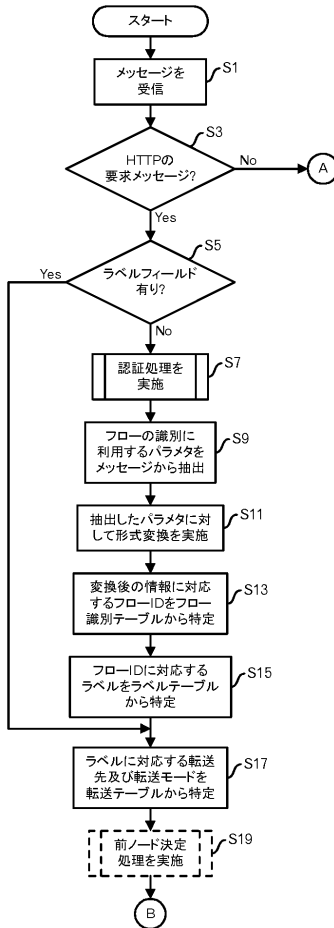 スタート
メッセージを
受信
S1
HTTPの
要求メッセージ?
S3
No
A
Yes
ラベルフィールド
有り?
S5
Yes
No
認証処理を
実施
S7
フローの識別に
利用するパラメタを
メッセージから抽出
S9
抽出したパラメタに対
して形式変換を実施
S11
変換後の情報に対応
するフローIDをフロー
識別テーブルから特定
S13
フローIDに対応する
ラベルをラベルテーブル
から特定
S15
ラベルに対応する転送
先及び転送モードを
転送テーブルから特定
S17
前ノード決定
処理を実施
S19
B